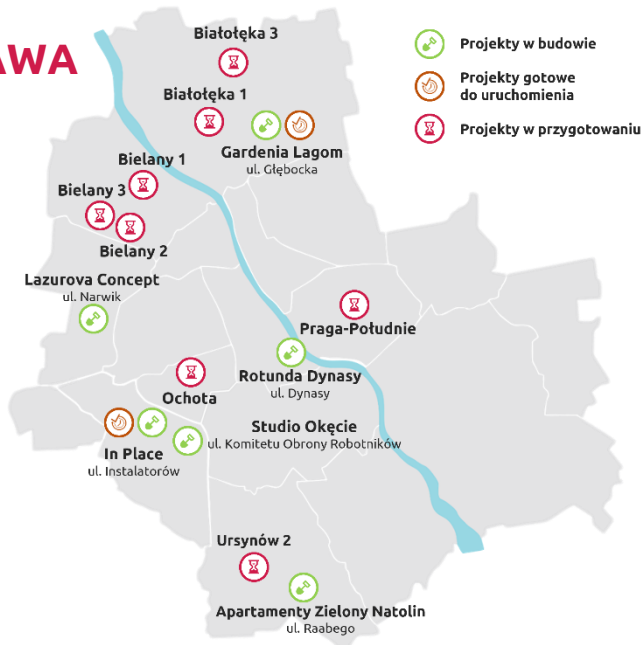 AWA
Projekty w budowie
Projekty gotowe
do uruchomienia
Projekty w przygotowaniu
Białołęka 3
Białołęka 1
Gardenia Lagom
ul. Głębocka
Bielany 1
Bielany 3
Bielany 2
Lazurova Concept
ul. Narwik
Praga-Południe
Rotunda Dynasy
ul. Dynasy
Ochota
Studio Okęcie
ul. Komitetu Obrony Robotników
In Place
ul. Instalatorów
Ursynów 2
Apartamenty Zielony Natolin
ul. Raabego